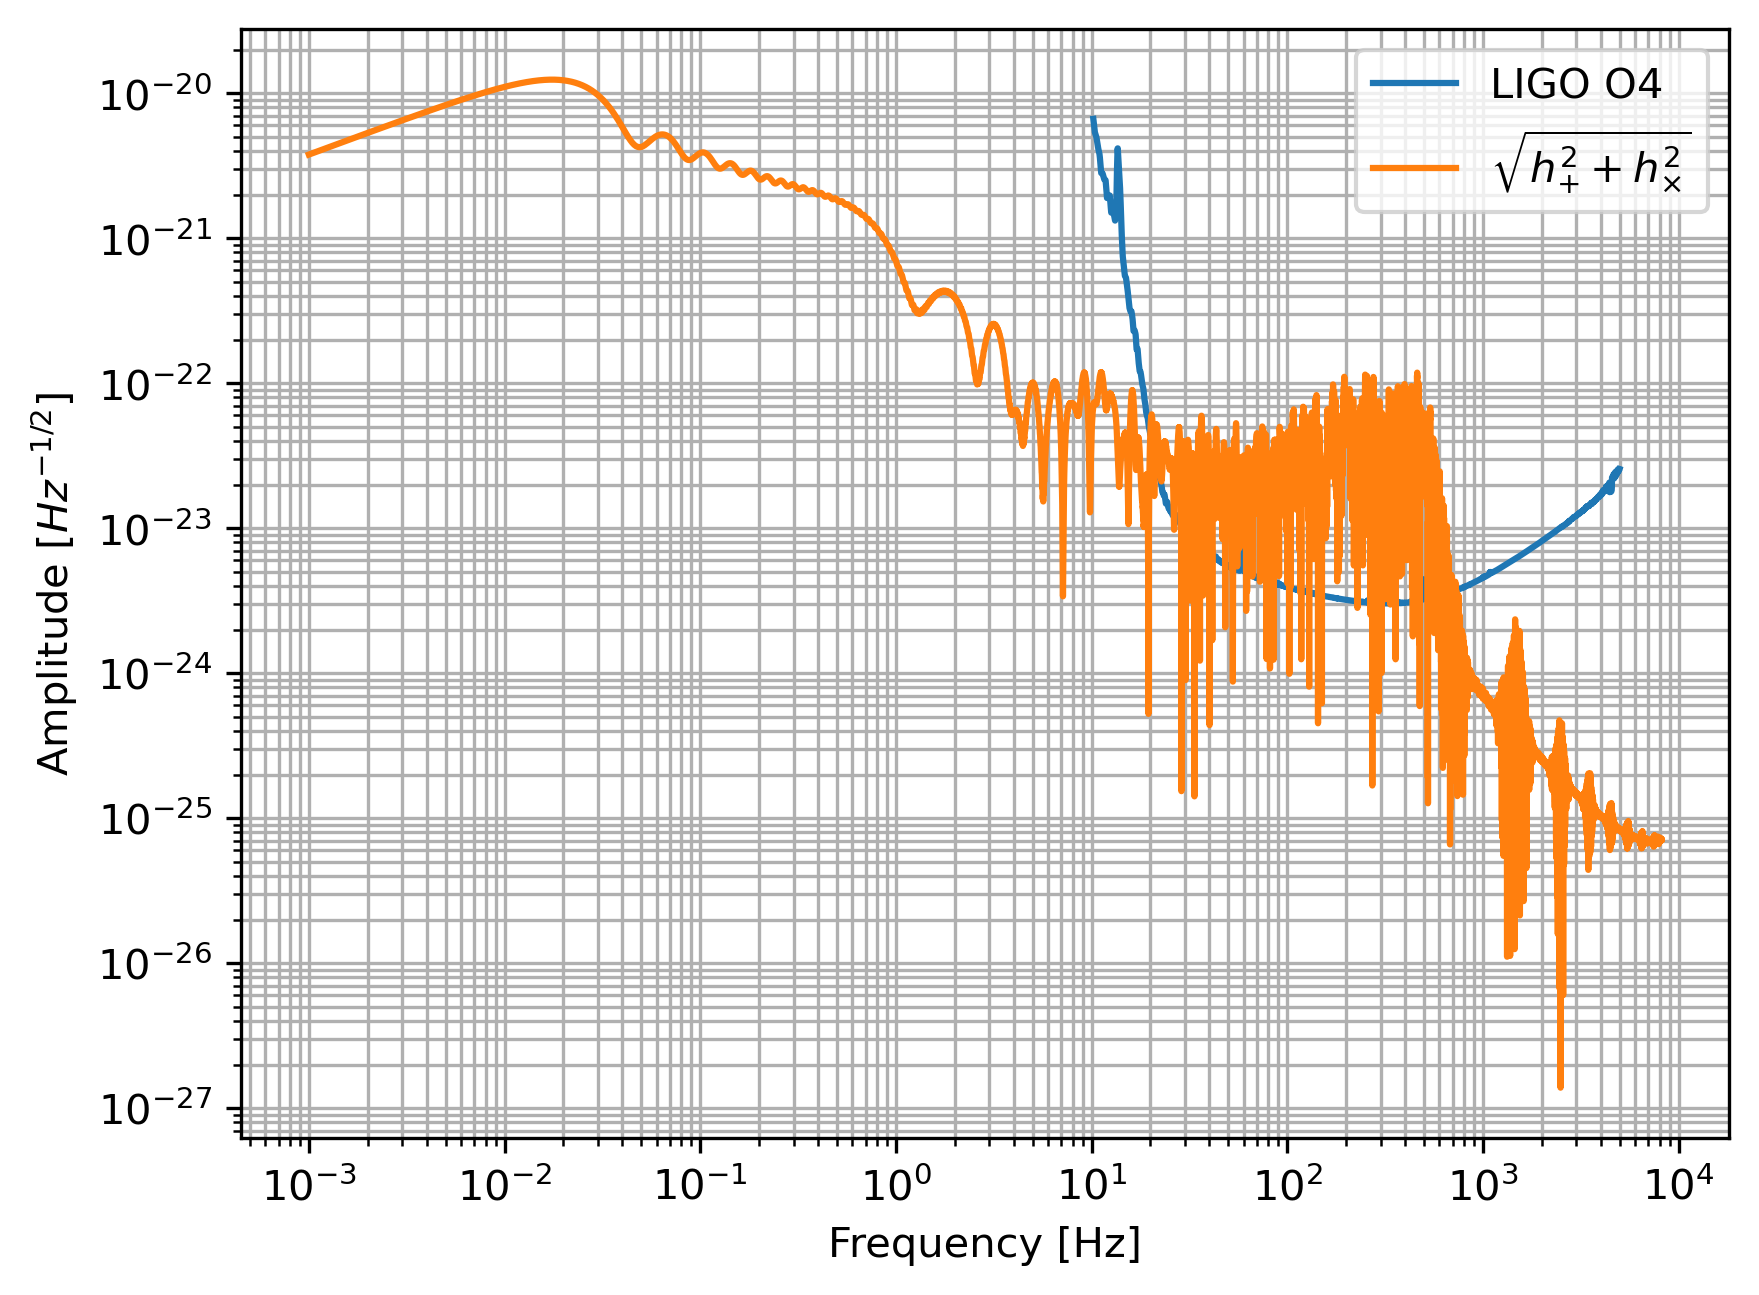 LIGO O4
√h₊² + h×²
Amplitude [Hz⁻¹/²]
10⁻²⁰
10⁻²¹
10⁻²²
10⁻²³
10⁻²⁴
10⁻²⁵
10⁻²⁶
10⁻²⁷
10⁻³ 10⁻² 10⁻¹ 10⁰ 10¹ 10² 10³ 10⁴
Frequency [Hz]